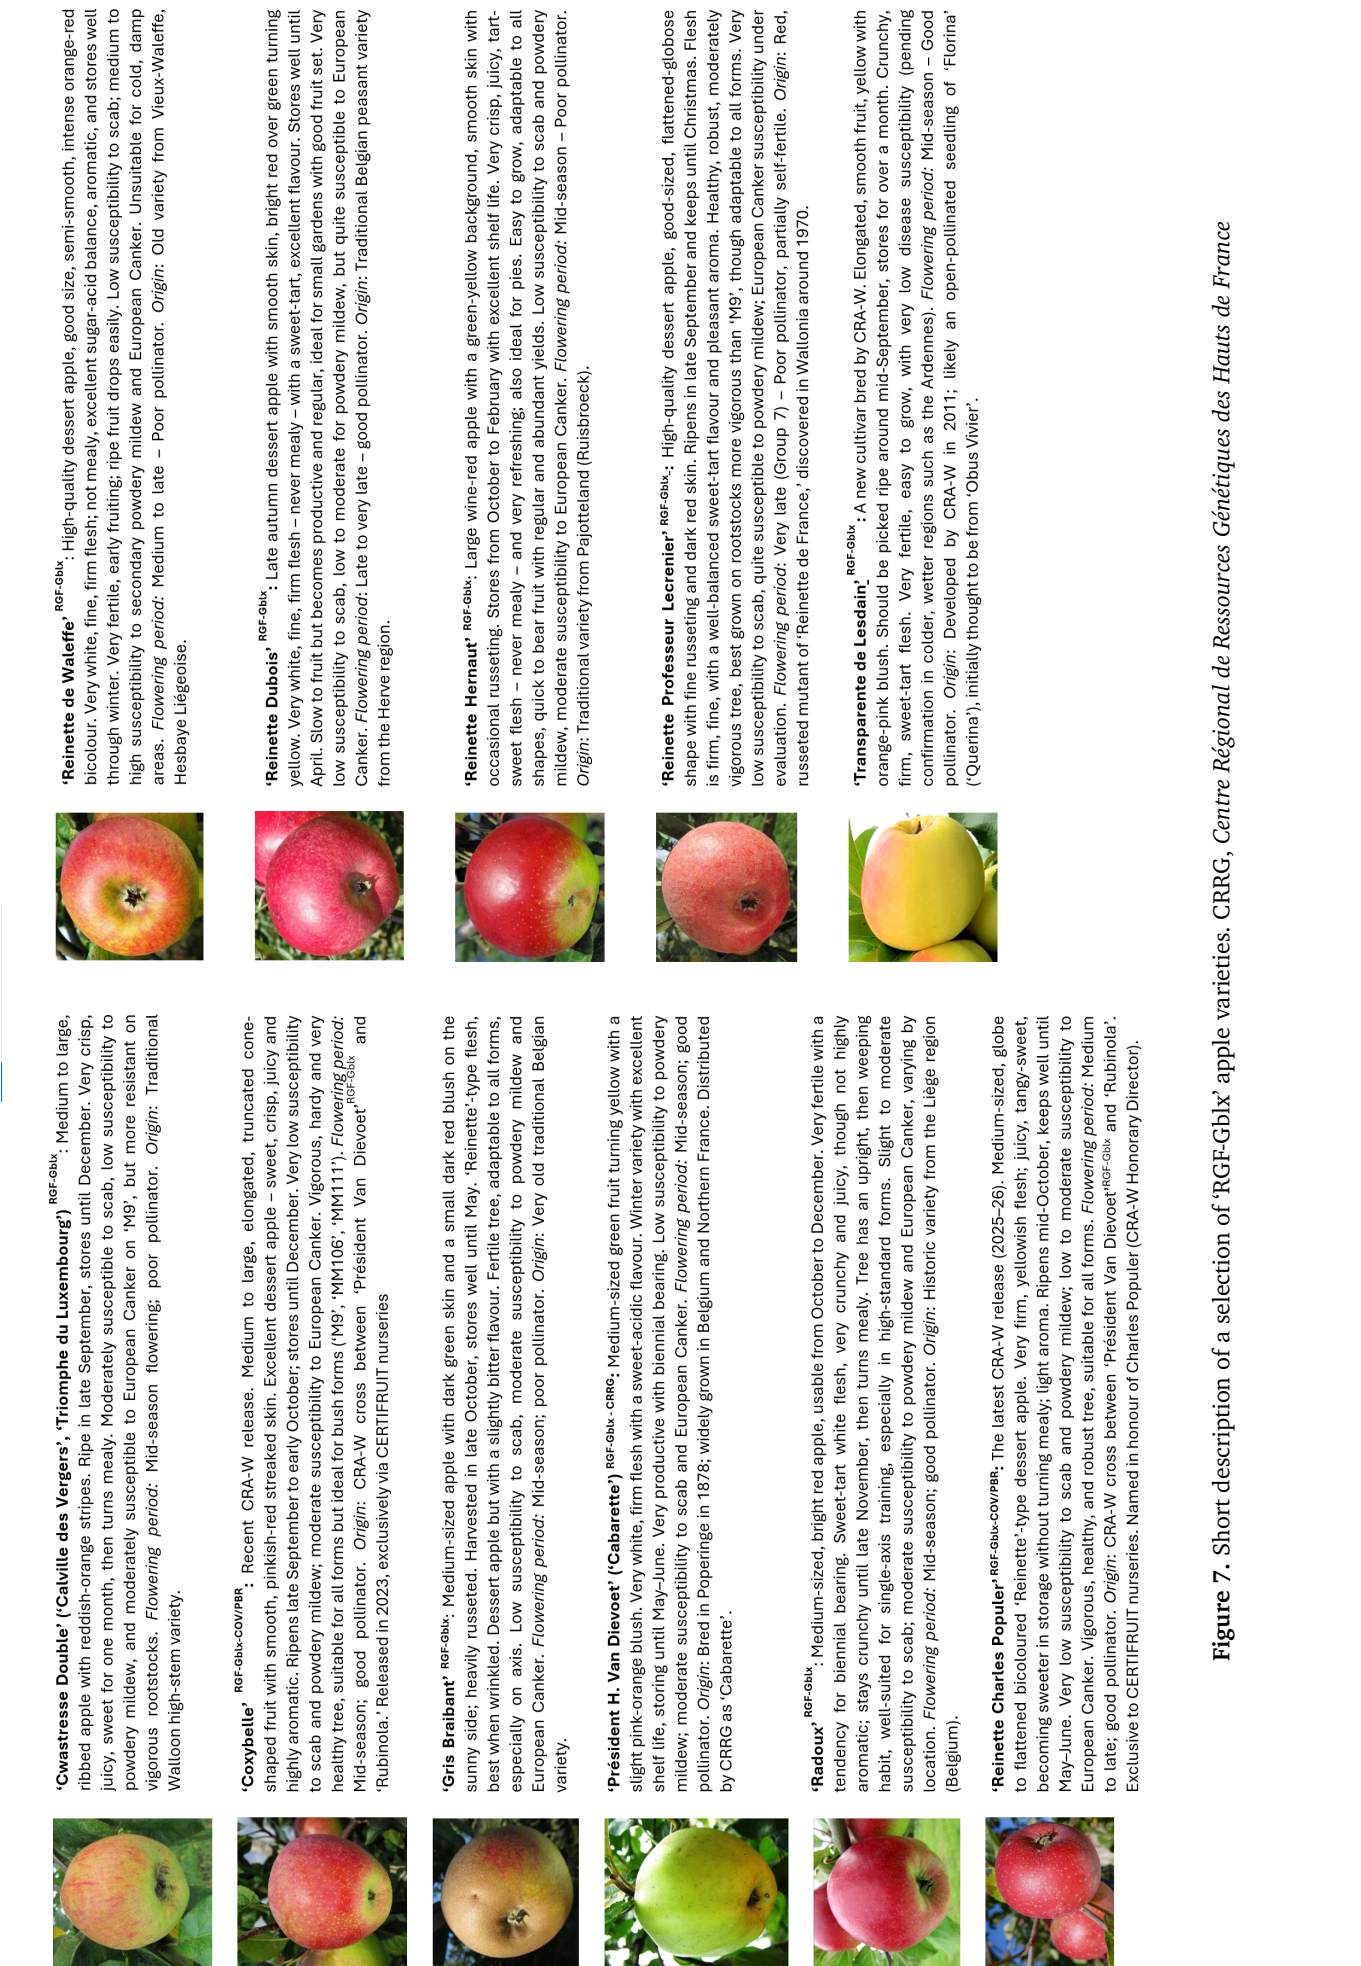 ‘Cwastresse Double’ (‘Calville des Vergers’, ‘Triomphe du Luxembourg’) RGF-Gblx: Medium to large,
ribbed apple with reddish-orange stripes. Ripe in late September, stores until December. Very crisp,
juicy, sweet for one month, then turns mealy. Moderately susceptible to scab, low susceptibility to
powdery mildew, and moderately susceptible to European Canker on ‘M9’, but more resistant on
vigorous rootstocks. Flowering period: Mid-season flowering; poor pollinator. Origin: Traditional
Walloon high-stem variety.
‘Coxybelle’ RGF-Gblx-COV/PBR: Recent CRA-W release. Medium to large, elongated, truncated cone-
shaped fruit with smooth, pinkish-red streaked skin. Excellent dessert apple – sweet, crisp, juicy and
highly aromatic. Ripens late September to early October; stores until December. Very low susceptibility
to scab and powdery mildew; moderate susceptibility to European Canker. Vigorous, hardy and very
healthy tree, suitable for all forms but ideal for bush forms (‘M9’, ‘MM106’, ‘MM111’). Flowering period:
Mid-season; good pollinator. Origin: CRA-W cross between ‘Président Van Dievoet’RGF-Gblx and
‘Rubinola.’ Released in 2023, exclusively via CERTIFRUIT nurseries
‘Gris Braibant’ RGF-Gblx: Medium-sized apple with dark green skin and a small dark red blush on the
sunny side; heavily russeted. Harvested in late October, stores well until May. ‘Reinette’-type flesh,
best when wrinkled. Dessert apple but with a slightly bitter flavour. Fertile tree, adaptable to all forms,
especially on axis. Low susceptibility to scab, moderate susceptibility to powdery mildew and
European Canker. Flowering period: Mid-season; poor pollinator. Origin: Very old traditional Belgian
variety.
‘Président H. Van Dievoet’ (‘Cabarette’) RGF-Gblx - CRRG: Medium-sized green fruit turning yellow with a
slight pink-orange blush. Very white, firm flesh with a sweet-acidic flavour. Winter variety with excellent
shelf life, storing until May–June. Very productive with biennial bearing. Low susceptibility to powdery
mildew; moderate susceptibility to scab and European Canker. Flowering period: Mid-season; good
pollinator. Origin: Bred in Poperinge in 1878; widely grown in Belgium and Northern France. Distributed
by CRRG as ‘Cabarette’.
‘Radoux’ RGF-Gblx: Medium-sized, bright red apple, usable from October to December. Very fertile with a
tendency for biennial bearing. Sweet-tart white flesh, very crunchy and juicy, though not highly
aromatic; stays crunchy until late November, then turns mealy. Tree has an upright, then weeping
habit, well-suited for single-axis training, especially in high-standard forms. Slight to moderate
susceptibility to scab; moderate susceptibility to powdery mildew and European Canker, varying by
location. Flowering period: Mid-season; good pollinator. Origin: Historic variety from the Liège region
(Belgium).
‘Reinette Charles Populer’ RGF-Gblx-COV/PBR: The latest CRA-W release (2025–26). Medium-sized, globe
to flattened bicoloured ‘Reinette’-type dessert apple. Very firm, yellowish flesh; juicy, tangy-sweet,
becoming sweeter in storage without turning mealy; light aroma. Ripens mid-October, keeps well until
May–June. Very low susceptibility to scab and powdery mildew; low to moderate susceptibility to
European Canker. Vigorous, healthy, and robust tree, suitable for all forms. Flowering period: Medium
to late; good pollinator. Origin: CRA-W cross between ‘Président Van Dievoet’RGF-Gblx and ‘Rubinola’.
Exclusive to CERTIFRUIT nurseries. Named in honour of Charles Populer (CRA-W Honorary Director).
‘Reinette de Waleffe’ RGF-Gblx: High-quality dessert apple, good size, semi-smooth, intense orange-red
bicolour. Very white, fine, firm flesh; not mealy, excellent sugar-acid balance, aromatic, and stores well
through winter. Very fertile, early fruiting; ripe fruit drops easily. Low susceptibility to scab; medium to
high susceptibility to secondary powdery mildew and European Canker. Unsuitable for cold, damp
areas. Flowering period: Medium to late – Poor pollinator. Origin: Old variety from Vieux-Waleffe,
Hesbaye Liégeoise.
‘Reinette Dubois’ RGF-Gblx: Late autumn dessert apple with smooth skin, bright red over green turning
yellow. Very white, fine, firm flesh – never mealy – with a sweet-tart, excellent flavour. Stores well until
April. Slow to fruit but becomes productive and regular, ideal for small gardens with good fruit set. Very
low susceptibility to scab, low to moderate for powdery mildew, but quite susceptible to European
Canker. Flowering period: Late to very late – good pollinator. Origin: Traditional Belgian peasant variety
from the Herve region.
‘Reinette Hernaut’ RGF-Gblx: Large wine-red apple with a green-yellow background, smooth skin with
occasional russeting. Stores from October to February with excellent shelf life. Very crisp, juicy, tart-
sweet flesh – never mealy – and very refreshing; also ideal for pies. Easy to grow, adaptable to all
shapes, quick to bear fruit with regular and abundant yields. Low susceptibility to scab and powdery
mildew, moderate susceptibility to European Canker. Flowering period: Mid-season – Poor pollinator.
Origin: Traditional variety from Pajotteland (Ruisbroeck).
‘Reinette Professeur Lecrenier’ RGF-Gblx-: High-quality dessert apple, good-sized, flattened-globose
shape with fine russeting and dark red skin. Ripens in late September and keeps until Christmas. Flesh
is firm, fine, with a well-balanced sweet-tart flavour and pleasant aroma. Healthy, robust, moderately
vigorous tree, best grown on rootstocks more vigorous than ‘M9’, though adaptable to all forms. Very
low susceptibility to scab, quite susceptible to powdery mildew; European Canker susceptibility under
evaluation. Flowering period: Very late (Group 7) – Poor pollinator, partially self-fertile. Origin: Red,
russeted mutant of ‘Reinette de France,’ discovered in Wallonia around 1970.
‘Transparente de Lesdain’ RGF-Gblx: A new cultivar bred by CRA-W. Elongated, smooth fruit, yellow with
orange-pink blush. Should be picked ripe around mid-September, stores for over a month. Crunchy,
firm, sweet-tart flesh. Very fertile, easy to grow, with very low disease susceptibility (pending
confirmation in colder, wetter regions such as the Ardennes). Flowering period: Mid-season – Good
pollinator. Origin: Developed by CRA-W in 2011; likely an open-pollinated seedling of ‘Florina’
(‘Querina’), initially thought to be from ‘Obus Vivier’.
Figure 7. Short description of a selection of ‘RGF-Gblx’ apple varieties. CRRG, Centre Régional de Ressources Génétiques des Hauts de France